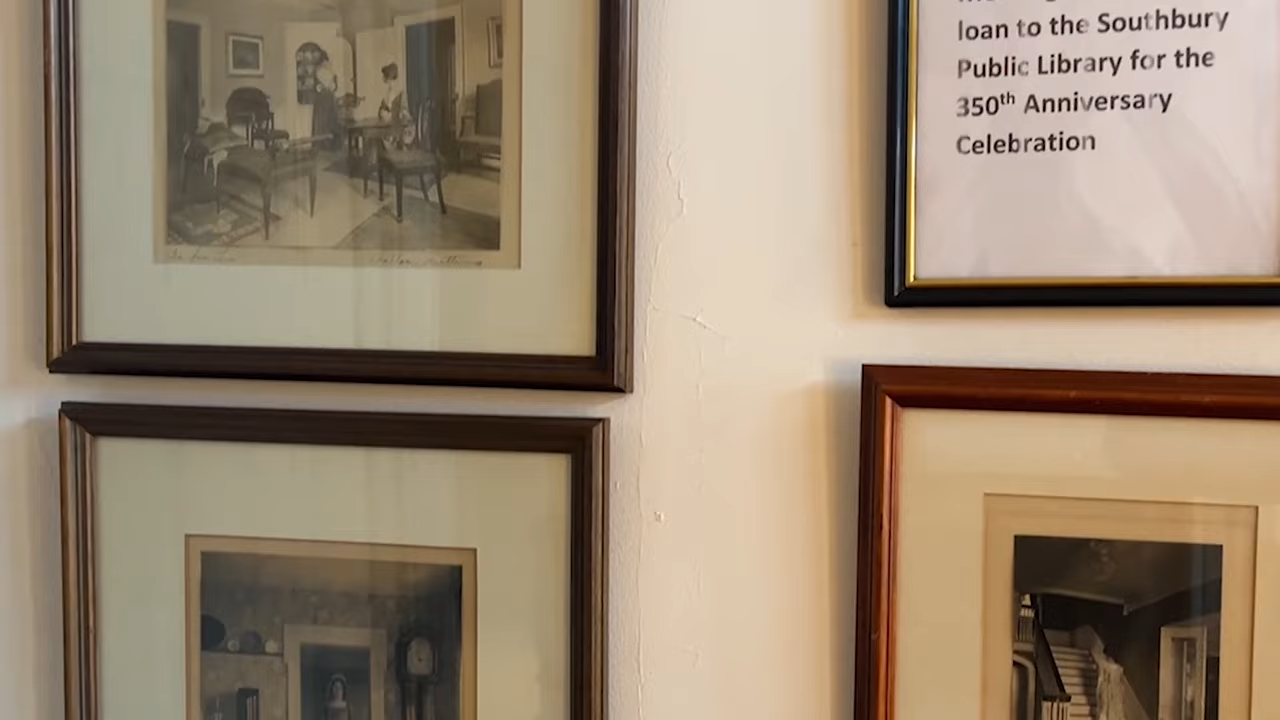 loan to the Southbury
Public Library for the
350th Anniversary
Celebration